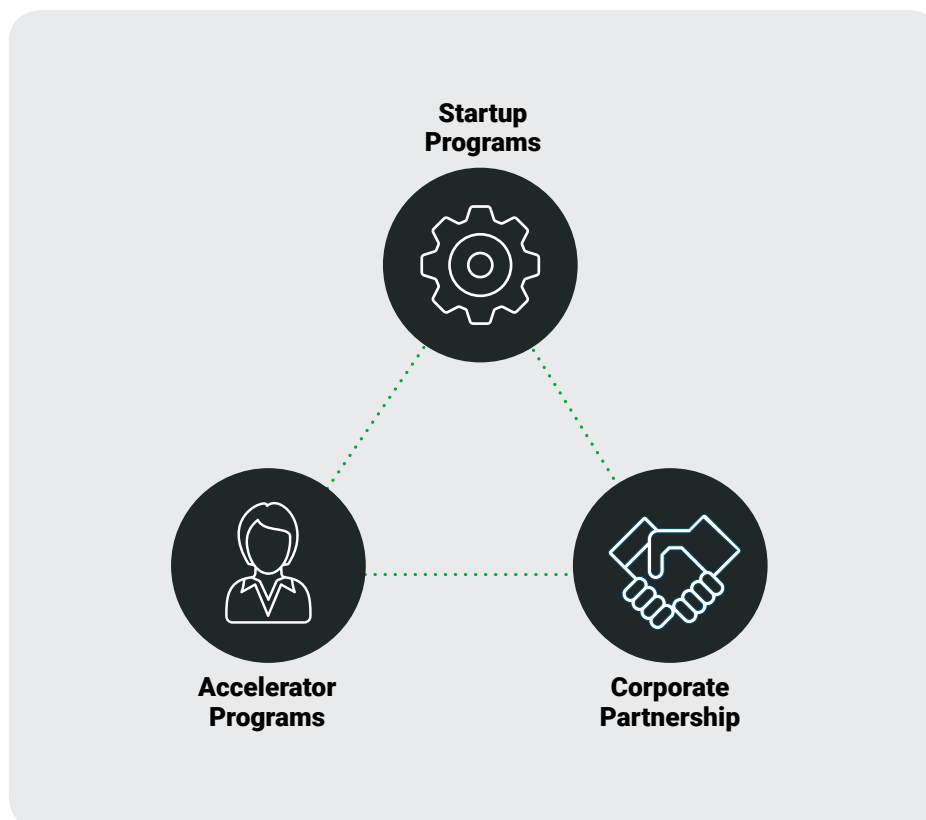 Startup
Programs
Accelerator
Programs
Corporate
Partnership